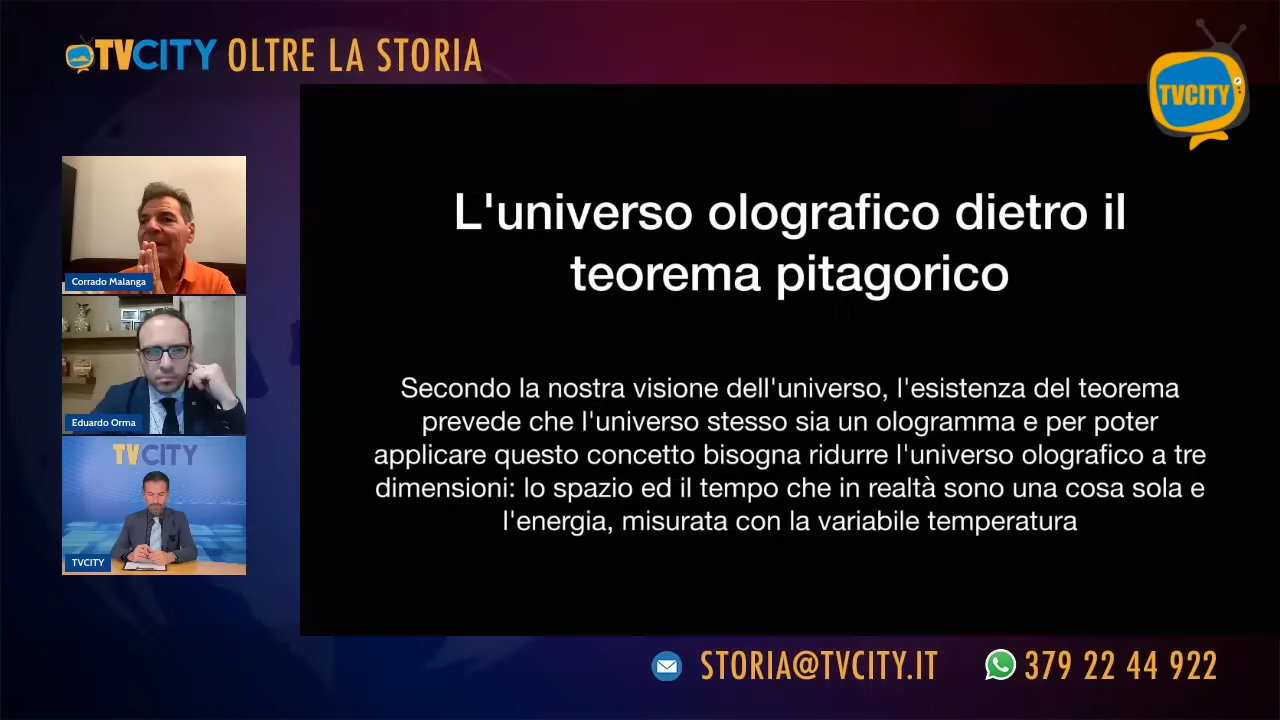 TVCITY OLTRE LA STORIA
TVCITY
L'universo olografico dietro il
teorema pitagorico
Corrado Malanga
Secondo la nostra visione dell'universo, l'esistenza del teorema
prevede che l'universo stesso sia un ologramma e per poter
applicare questo concetto bisogna ridurre l'universo olografico a tre
dimensioni: lo spazio ed il tempo che in realtà sono una cosa sola e
l'energia, misurata con la variabile temperatura
Eduardo Orma
TVCITY
TVCITY
STORIA@TVCITY.IT
379 22 44 922